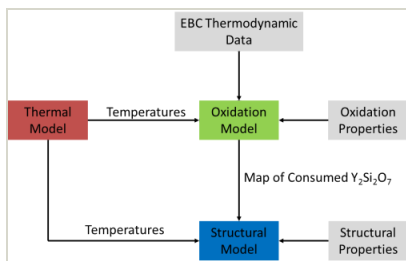 EBC Thermodynamic
Data
Thermal
Model
Temperatures
Oxidation
Model
Oxidation
Properties
Map of Consumed Y₂Si₂O₇
Temperatures
Structural
Model
Structural
Properties